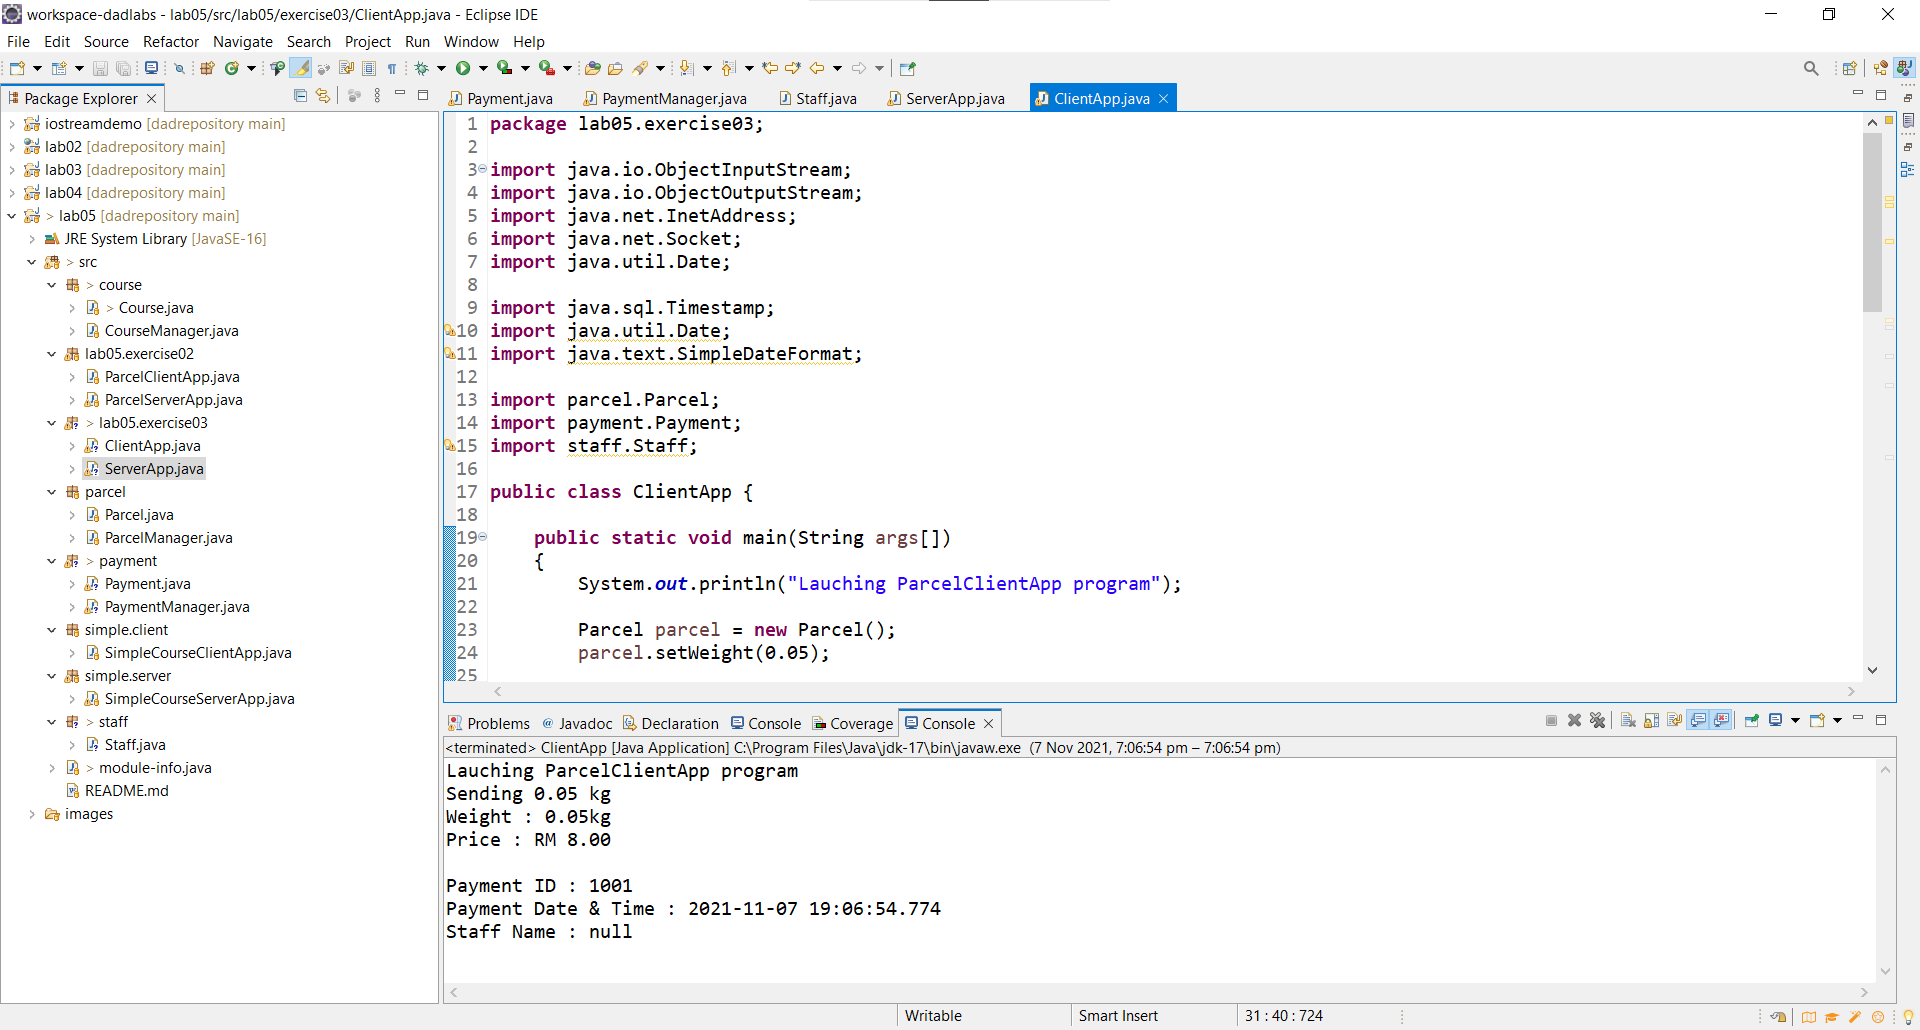 workspace-dadlabs - lab05/src/lab05/exercise03/ClientApp.java - Eclipse IDE
File Edit Source Refactor Navigate Search Project Run Window Help
Package Explorer
iostreamdemo [dadrepository main]
lab02 [dadrepository main]
lab03 [dadrepository main]
lab04 [dadrepository main]
> lab05 [dadrepository main]
JRE System Library [JavaSE-16]
> src
> course
> Course.java
CourseManager.java
lab05.exercise02
ParcelClientApp.java
ParcelServerApp.java
> lab05.exercise03
ClientApp.java
ServerApp.java
parcel
Parcel.java
ParcelManager.java
> payment
Payment.java
PaymentManager.java
simple.client
SimpleCourseClientApp.java
simple.server
SimpleCourseServerApp.java
> staff
Staff.java
> module-info.java
README.md
images
Payment.java PaymentManager.java Staff.java ServerApp.java ClientApp.java
1 package lab05.exercise03;
2
3 import java.io.ObjectInputStream;
4 import java.io.ObjectOutputStream;
5 import java.net.InetAddress;
6 import java.net.Socket;
7 import java.util.Date;
8
9 import java.sql.Timestamp;
10 import java.util.Date;
11 import java.text.SimpleDateFormat;
12
13 import parcel.Parcel;
14 import payment.Payment;
15 import staff.Staff;
16
17 public class ClientApp {
18
19 public static void main(String args[])
20 {
21 System.out.println("Lauching ParcelClientApp program");
22
23 Parcel parcel = new Parcel();
24 parcel.setWeight(0.05);
25
Problems @ Javadoc Declaration Console Coverage Console
<terminated> ClientApp [Java Application] C:\Program Files\Java\jdk-17\bin\javaw.exe (7 Nov 2021, 7:06:54 pm – 7:06:54 pm)
Lauching ParcelClientApp program
Sending 0.05 kg
Weight : 0.05kg
Price : RM 8.00
Payment ID : 1001
Payment Date & Time : 2021-11-07 19:06:54.774
Staff Name : null
Writable Smart Insert 31 : 40 : 724